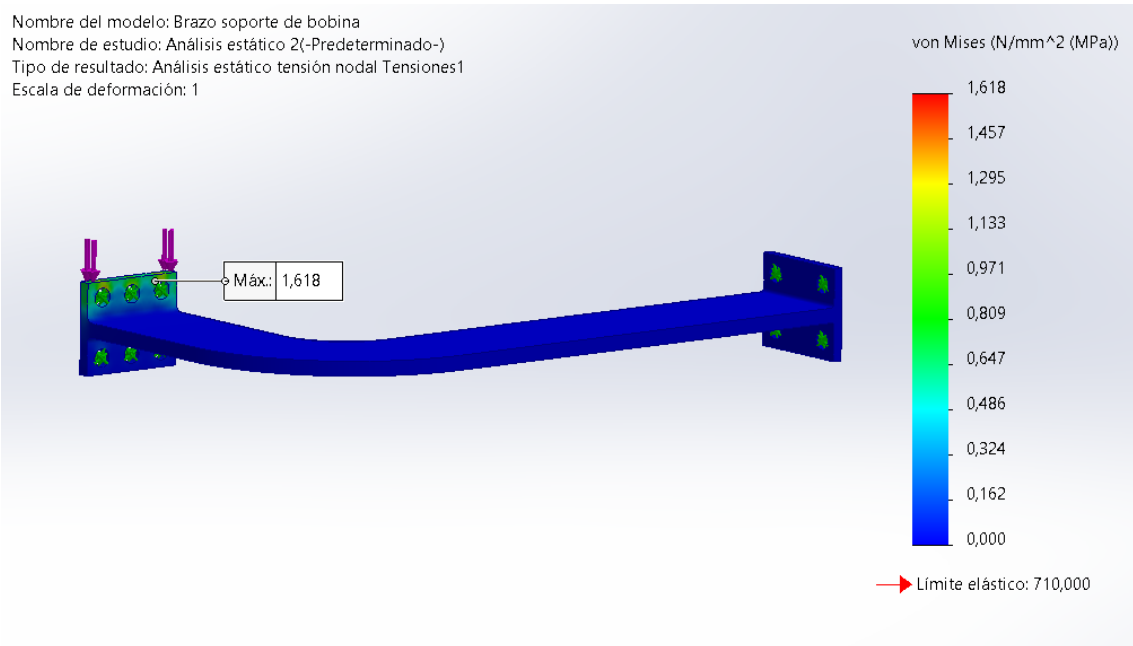 Nombre del modelo: Brazo soporte de bobina
Nombre de estudio: Análisis estático 2(-Predeterminado-)
Tipo de resultado: Análisis estático tensión nodal Tensiones1
Escala de deformación: 1
von Mises (N/mm^2 (MPa))
1,618
1,457
1,295
1,133
0,971
0,809
0,647
0,486
0,324
0,162
0,000
Máx.: 1,618
Límite elástico: 710,000